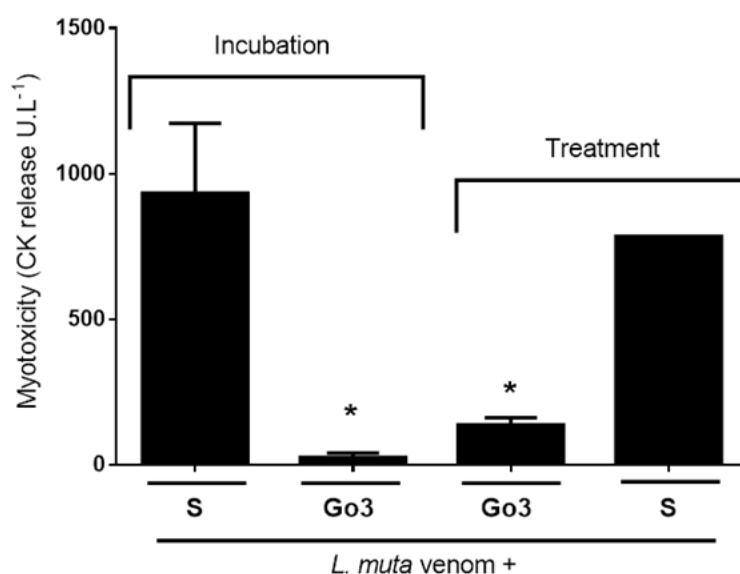 1500
Incubation
Treatment
1000
500
0
Myotoxicity (CK release U.L-1)
*
*
S Go3 Go3 S
L. muta venom +